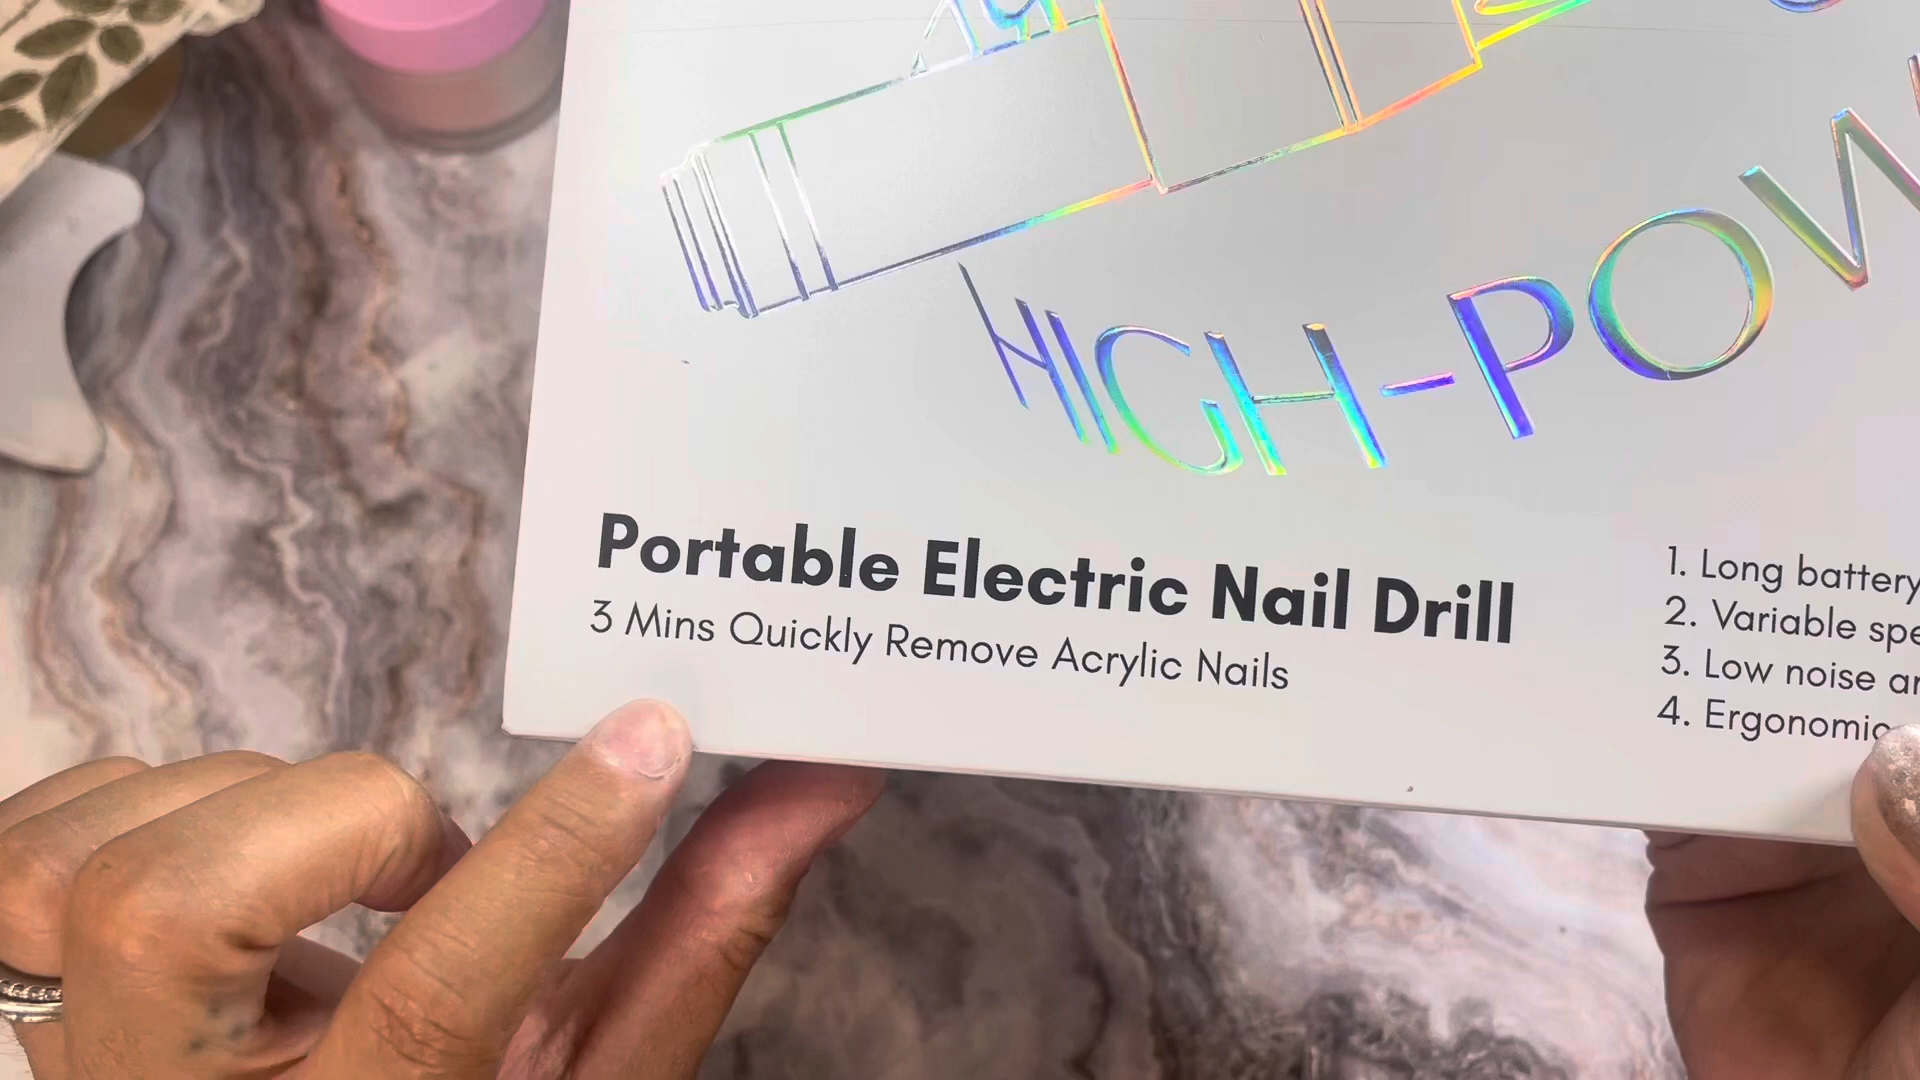 HIGH-POW
Portable Electric Nail Drill
3 Mins Quickly Remove Acrylic Nails
1. Long battery
2. Variable spe
3. Low noise
4. Ergonomic